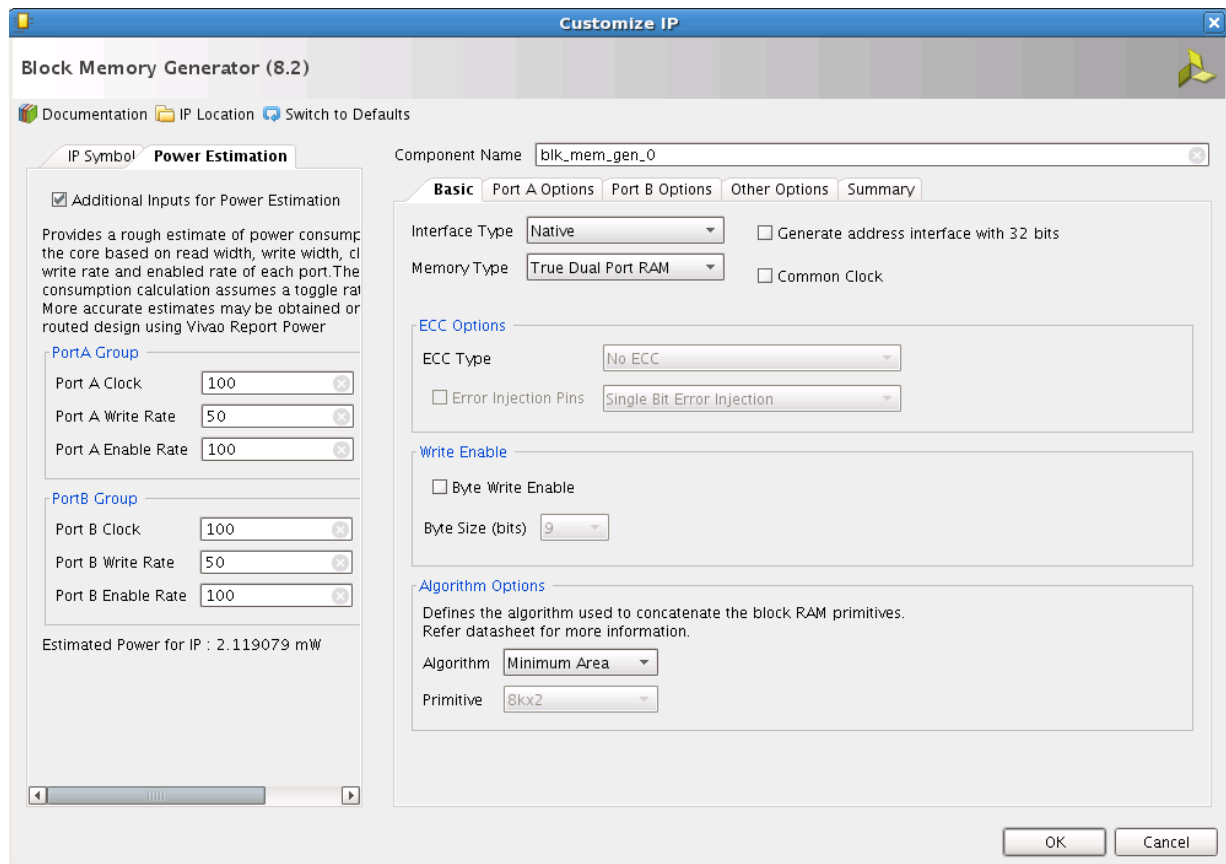 Customize IP
Block Memory Generator (8.2)
Documentation IP Location Switch to Defaults
IP Symbol Power Estimation
Additional Inputs for Power Estimation
Provides a rough estimate of power consump
the core based on read width, write width, cl
write rate and enabled rate of each port.The
consumption calculation assumes a toggle rat
More accurate estimates may be obtained or
routed design using Vivao Report Power
PortA Group
Port A Clock 100
Port A Write Rate 50
Port A Enable Rate 100
PortB Group
Port B Clock 100
Port B Write Rate 50
Port B Enable Rate 100
Estimated Power for IP : 2.119079 mW
Component Name blk_mem_gen_0
Basic Port A Options Port B Options Other Options Summary
Interface Type Native Generate address interface with 32 bits
Memory Type True Dual Port RAM Common Clock
ECC Options
ECC Type No ECC
Error Injection Pins Single Bit Error Injection
Write Enable
Byte Write Enable
Byte Size (bits) 9
Algorithm Options
Defines the algorithm used to concatenate the block RAM primitives.
Refer datasheet for more information.
Algorithm Minimum Area
Primitive 8kx2
OK Cancel